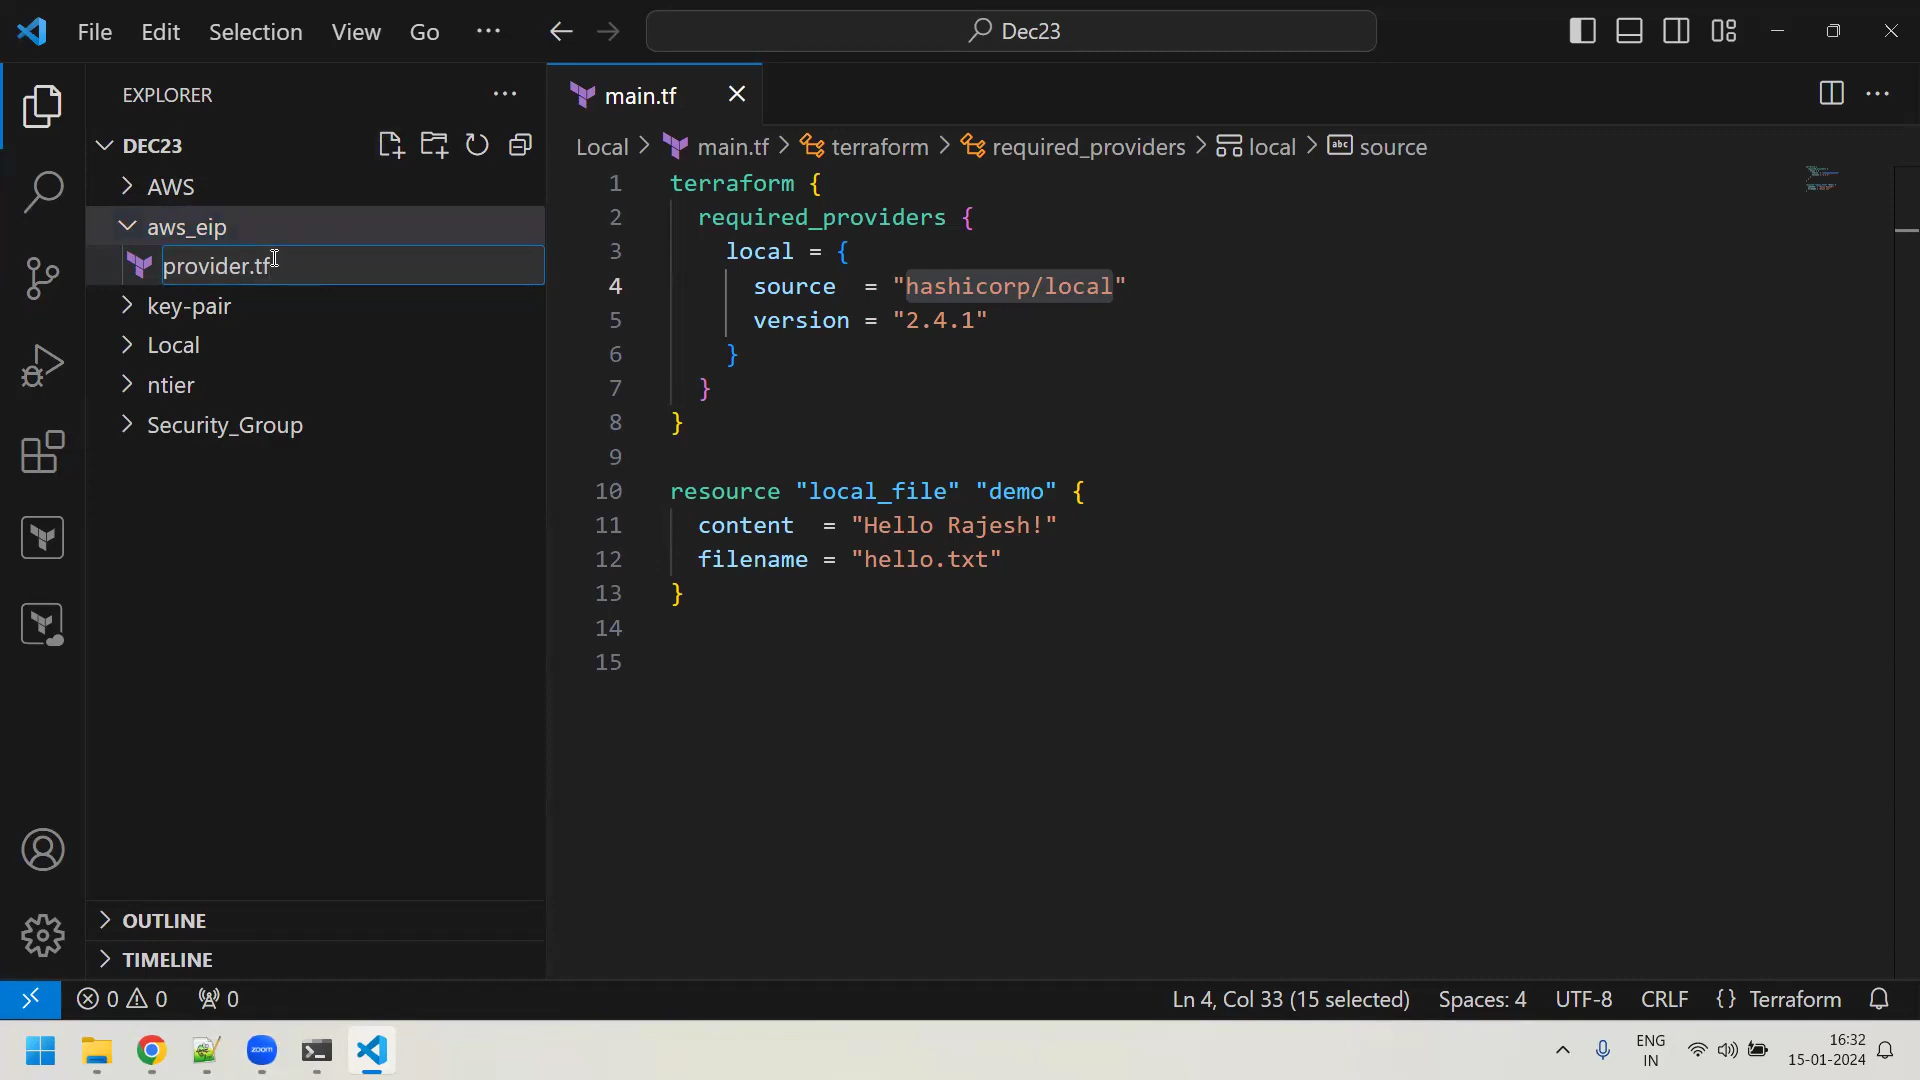 File Edit Selection View Go ··· Dec23
EXPLORER
DEC23
AWS
aws_eip
provider.tf
key-pair
Local
ntier
Security_Group
OUTLINE
TIMELINE
main.tf
Local > main.tf > terraform > required_providers > local > abc source
1 terraform {
2 required_providers {
3 local = {
4 source = "hashicorp/local"
5 version = "2.4.1"
6 }
7 }
8 }
9
10 resource "local_file" "demo" {
11 content = "Hello Rajesh!"
12 filename = "hello.txt"
13 }
14
15
0 0 0 Ln 4, Col 33 (15 selected) Spaces: 4 UTF-8 CRLF {} Terraform
zoom
ENG
IN
16:32
15-01-2024